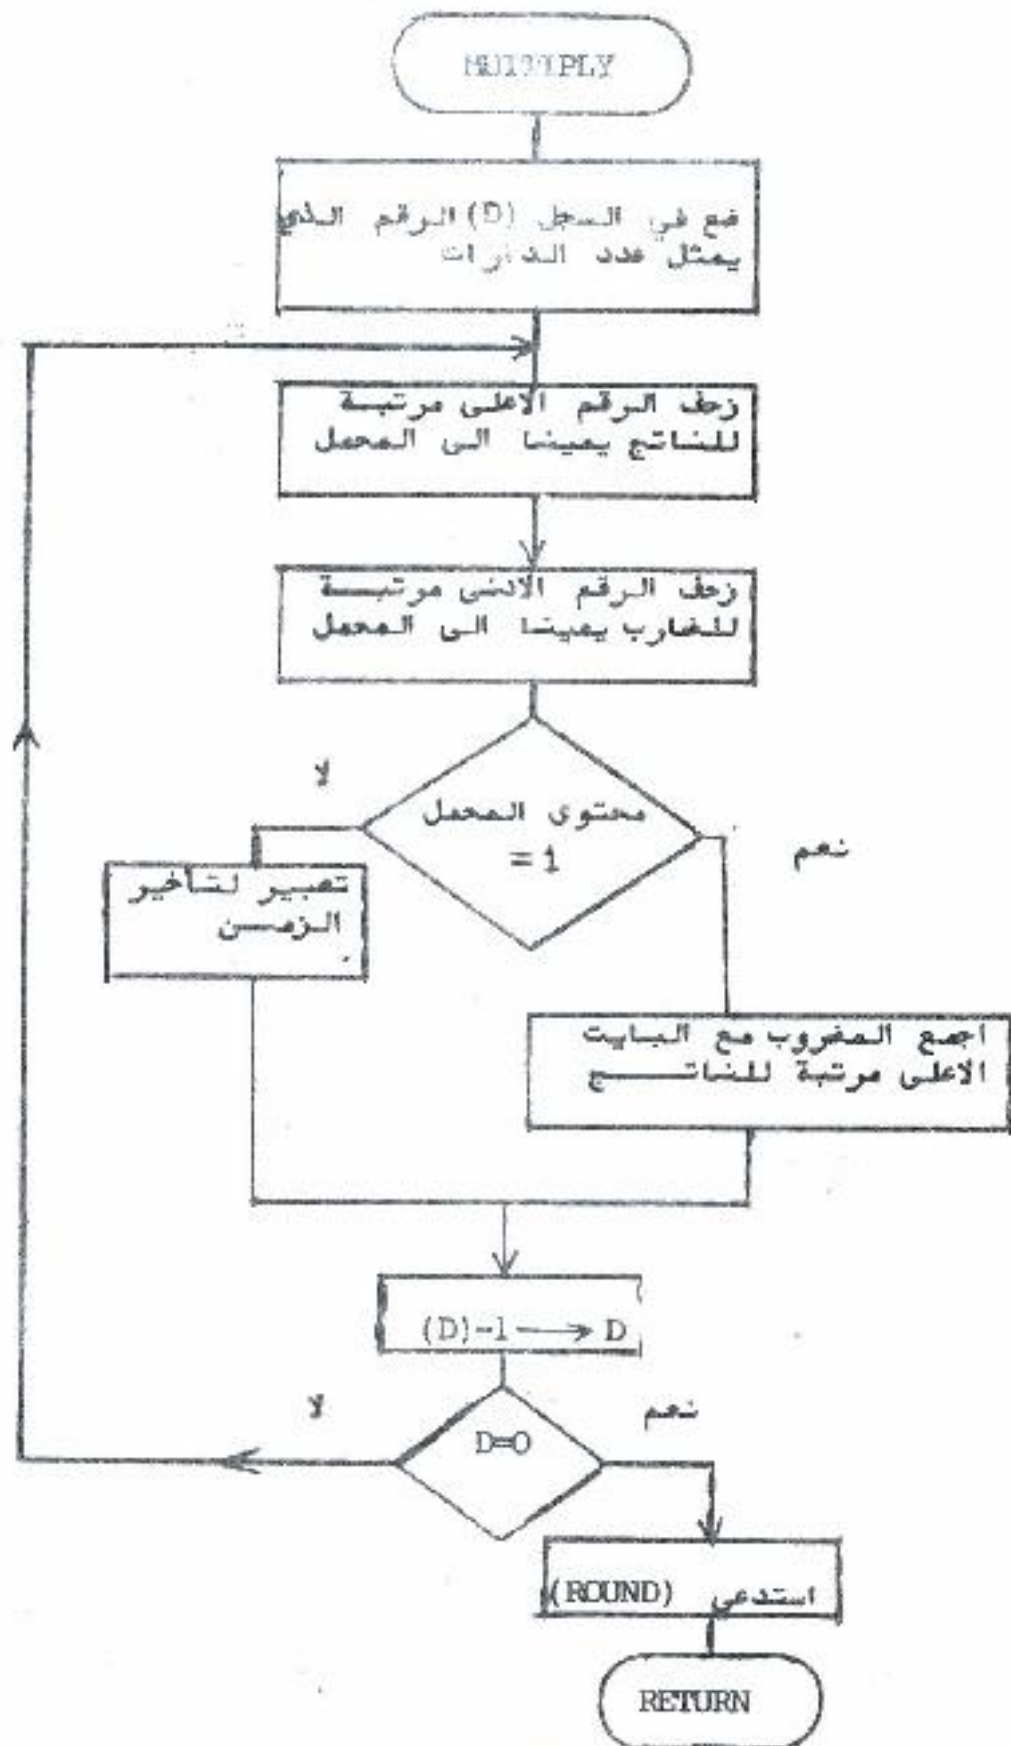 MULTIPLY
ضع في السجل (D) الرقم الذي
يمثل عدد الدورات
زحف الرقم الاعلى مرتبة
للناتج يمينا الى المحمل
زحف الرقم الادنى مرتبة
للضارب يمينا الى المحمل
محتوى المحمل
=1
لا
نعم
تعبير لتأخير
الزمن
اجمع المضروب مع البايت
الاعلى مرتبة للناتج
(D)-1 → D
لا
D=0
نعم
استدعي (ROUND)
RETURN